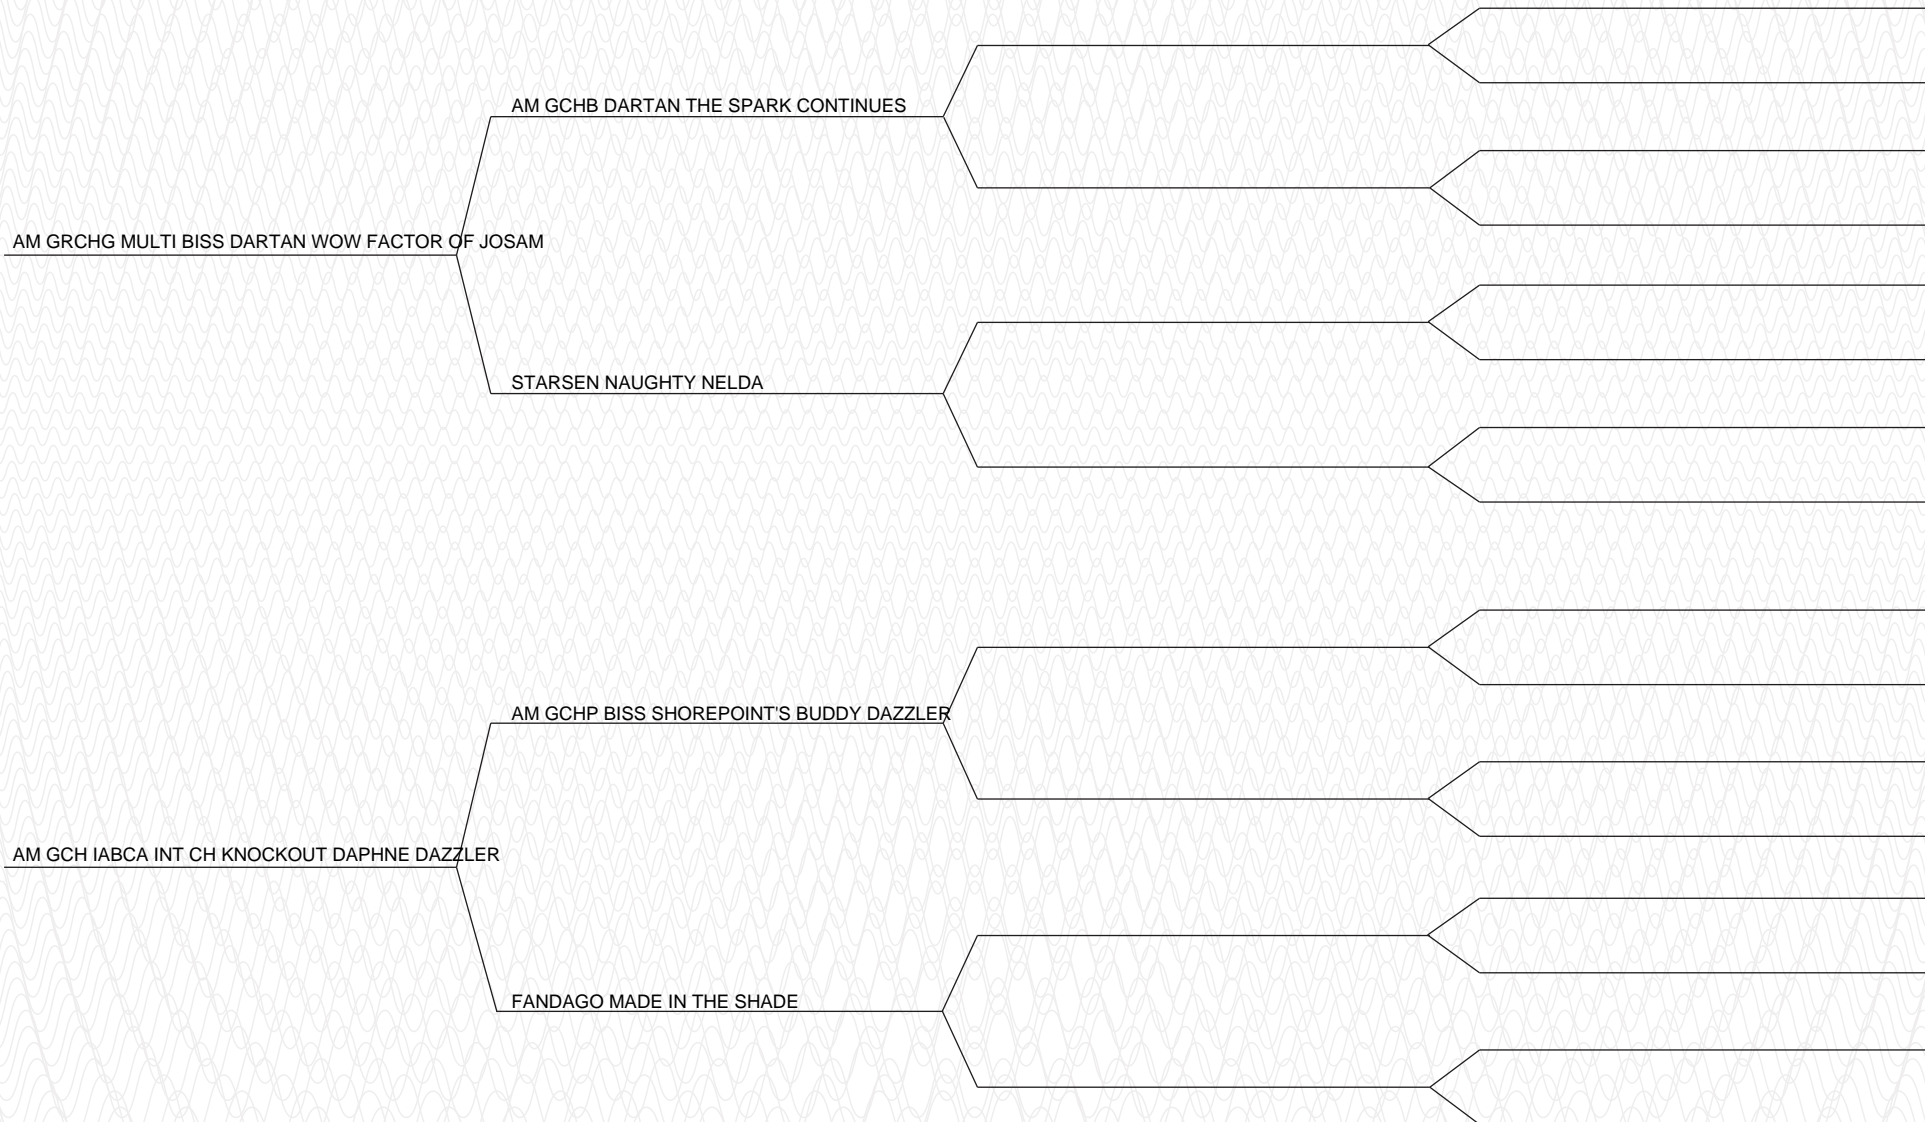 AM GCHB DARTAN THE SPARK CONTINUES
AM GRCHG MULTI BISS DARTAN WOW FACTOR OF JOSAM
STARSEN NAUGHTY NELDA
AM GCHP BISS SHOREPOINT'S BUDDY DAZZLER
AM GCH IABCA INT CH KNOCKOUT DAPHNE DAZZLER
FANDAGO MADE IN THE SHADE